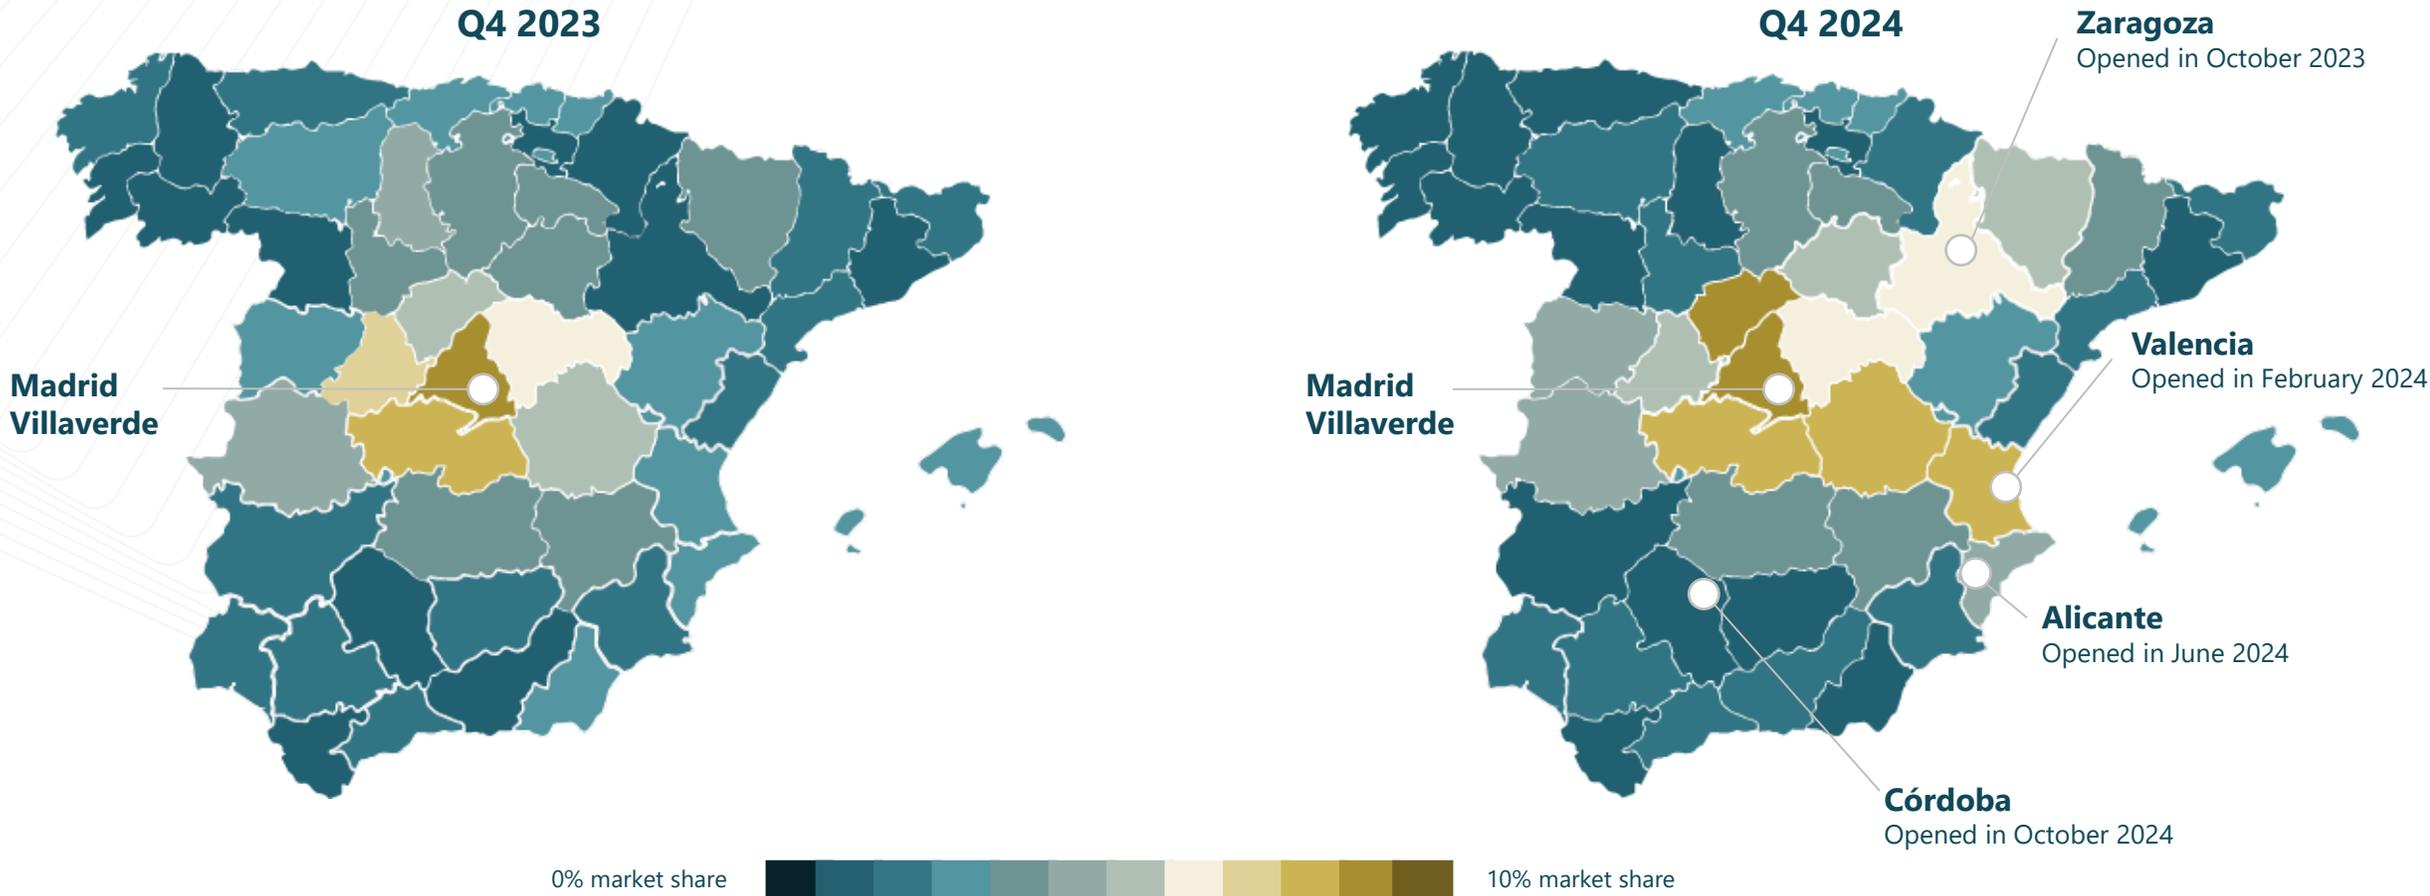 Q4 2023
Madrid
Villaverde
Q4 2024
Zaragoza
Opened in October 2023
Valencia
Opened in February 2024
Madrid
Villaverde
Alicante
Opened in June 2024
Córdoba
Opened in October 2024
0% market share
10% market share